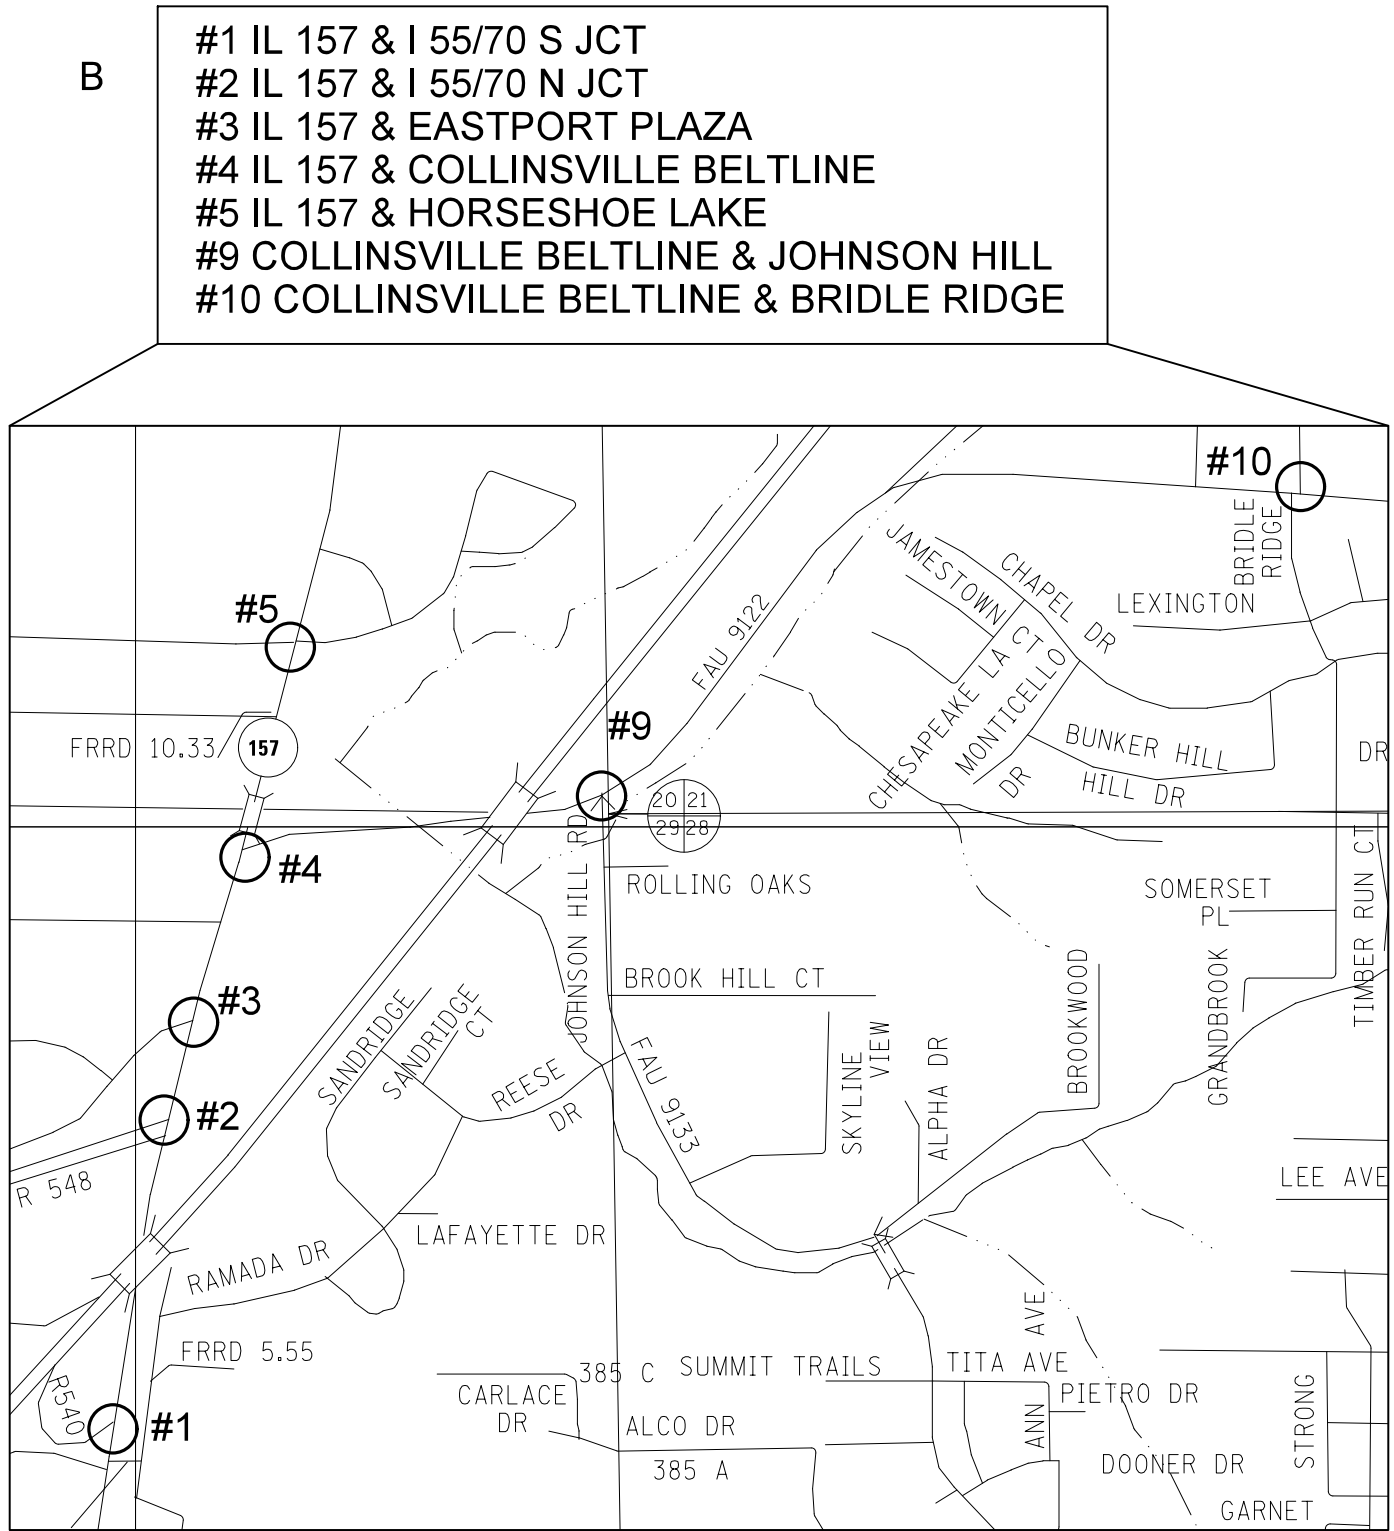 B
#1 IL 157 & I 55/70 S JCT
#2 IL 157 & I 55/70 N JCT
#3 IL 157 & EASTPORT PLAZA
#4 IL 157 & COLLINSVILLE BELTLINE
#5 IL 157 & HORSESHOE LAKE
#9 COLLINSVILLE BELTLINE & JOHNSON HILL
#10 COLLINSVILLE BELTLINE & BRIDLE RIDGE
#10
BRIDLE
RIDGE
JAMESTOWN CT
CHAPEL DR
LEXINGTON
#5
FAU 9122
CHESAPEAKE LA
MONTICELLO
DR
BUNKER HILL
HILL DR
DR
#9
FRRD 10.33
157
20 21
29 28
#4
JOHNSON HILL RD
ROLLING OAKS
SOMERSET
PL
TIMBER RUN CT
#3
SANDRIDGE
SANDRIDGE
CT
BROOK HILL CT
BROOKWOOD
GRANDBROOK
#2
REESE
DR
FAU 9133
SKYLINE
VIEW
ALPHA DR
R 548
LEE AVE
LAFAYETTE DR
RAMADA DR
FRRD 5.55
385 C
SUMMIT TRAILS
TITA AVE
ANN AVE
PIETRO DR
R540
#1
CARLACE
DR
ALCO DR
385 A
DOONER DR
STRONG
GARNET